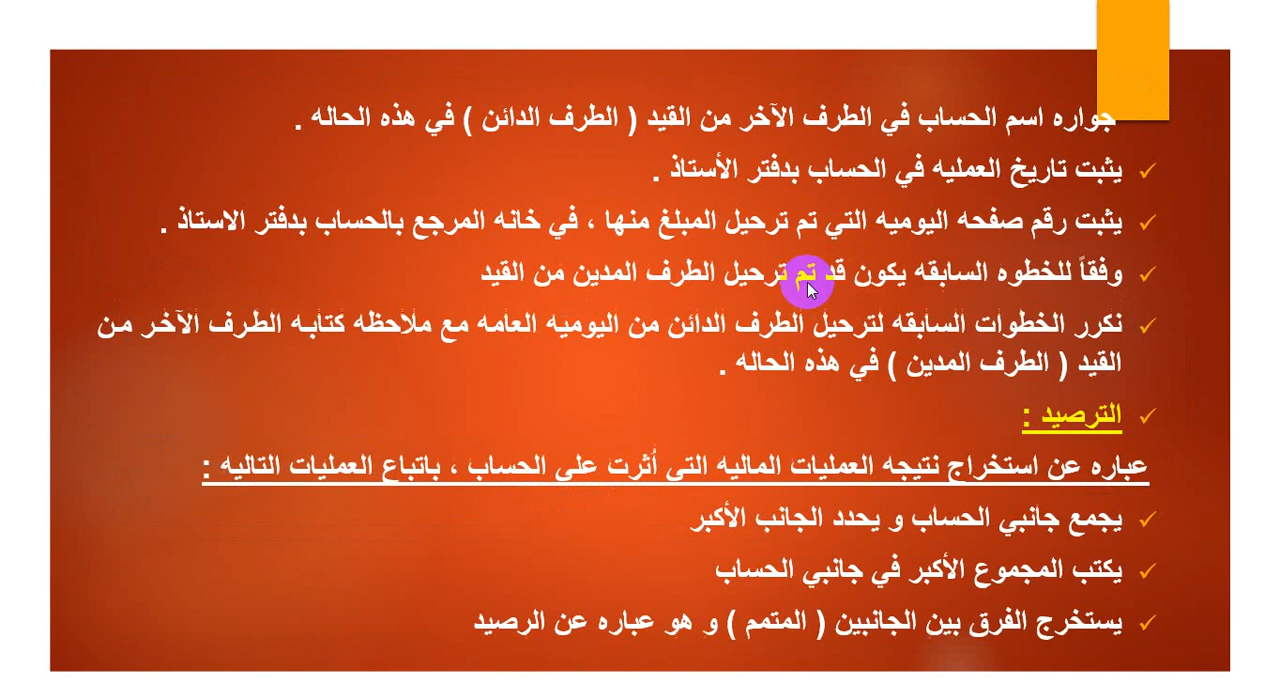 جواره اسم الحساب في الطرف الآخر من القيد ( الطرف الدائن ) في هذه الحاله .
✓ يثبت تاريخ العمليه في الحساب بدفتر الأستاذ .
✓ يثبت رقم صفحه اليوميه التي تم ترحيل المبلغ منها ، في خانه المرجع بالحساب بدفتر الاستاذ .
✓ وفقاً للخطوه السابقه يكون قد تم ترحيل الطرف المدين من القيد
✓ نكرر الخطوات السابقه لترحيل الطرف الدائن من اليوميه العامه مع ملاحظه كتابه الطرف الآخر من
القيد ( الطرف المدين ) في هذه الحاله .
✓ الترصيد :
عباره عن استخراج نتيجه العمليات الماليه التي أثرت على الحساب ، باتباع العمليات التاليه :
✓ يجمع جانبي الحساب و يحدد الجانب الأكبر
✓ يكتب المجموع الأكبر في جانبي الحساب
✓ يستخرج الفرق بين الجانبين ( المتمم ) و هو عباره عن الرصيد